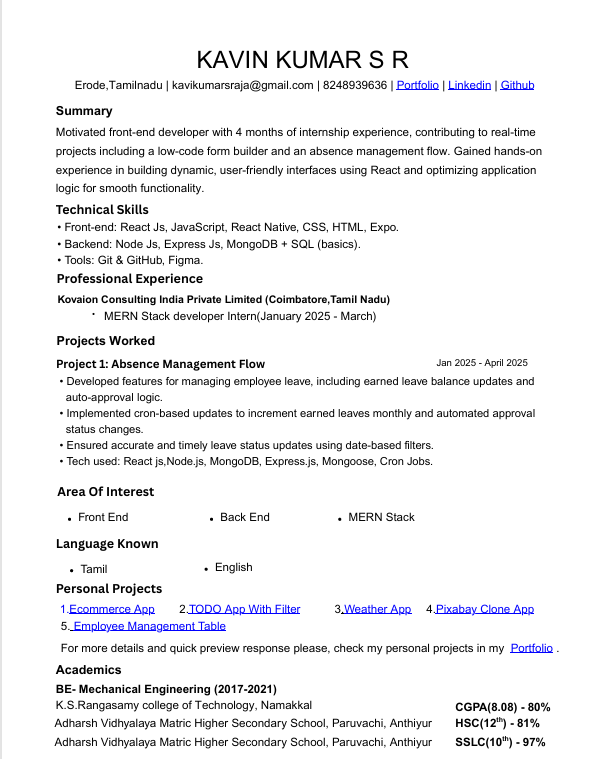 KAVIN KUMAR S R
Erode,Tamilnadu | kavikumarsraja@gmail.com | 8248939636 | Portfolio | Linkedin | Github
Summary
Motivated front-end developer with 4 months of internship experience, contributing to real-time
projects including a low-code form builder and an absence management flow. Gained hands-on
experience in building dynamic, user-friendly interfaces using React and optimizing application
logic for smooth functionality.
Technical Skills
• Front-end: React Js, JavaScript, React Native, CSS, HTML, Expo.
• Backend: Node Js, Express Js, MongoDB + SQL (basics).
• Tools: Git & GitHub, Figma.
Professional Experience
Kovaion Consulting India Private Limited (Coimbatore,Tamil Nadu)
• MERN Stack developer Intern(January 2025 - March)
Projects Worked
Project 1: Absence Management Flow Jan 2025 - April 2025
• Developed features for managing employee leave, including earned leave balance updates and
auto-approval logic.
• Implemented cron-based updates to increment earned leaves monthly and automated approval
status changes.
• Ensured accurate and timely leave status updates using date-based filters.
• Tech used: React js,Node.js, MongoDB, Express.js, Mongoose, Cron Jobs.
Area Of Interest
• Front End • Back End • MERN Stack
Language Known
• Tamil • English
Personal Projects
1.Ecommerce App 2.TODO App With Filter 3.Weather App 4.Pixabay Clone App
5. Employee Management Table
For more details and quick preview response please, check my personal projects in my Portfolio .
Academics
BE- Mechanical Engineering (2017-2021)
K.S.Rangasamy college of Technology, Namakkal CGPA(8.08) - 80%
Adharsh Vidhyalaya Matric Higher Secondary School, Paruvachi, Anthiyur HSC(12th) - 81%
Adharsh Vidhyalaya Matric Higher Secondary School, Paruvachi, Anthiyur SSLC(10th) - 97%